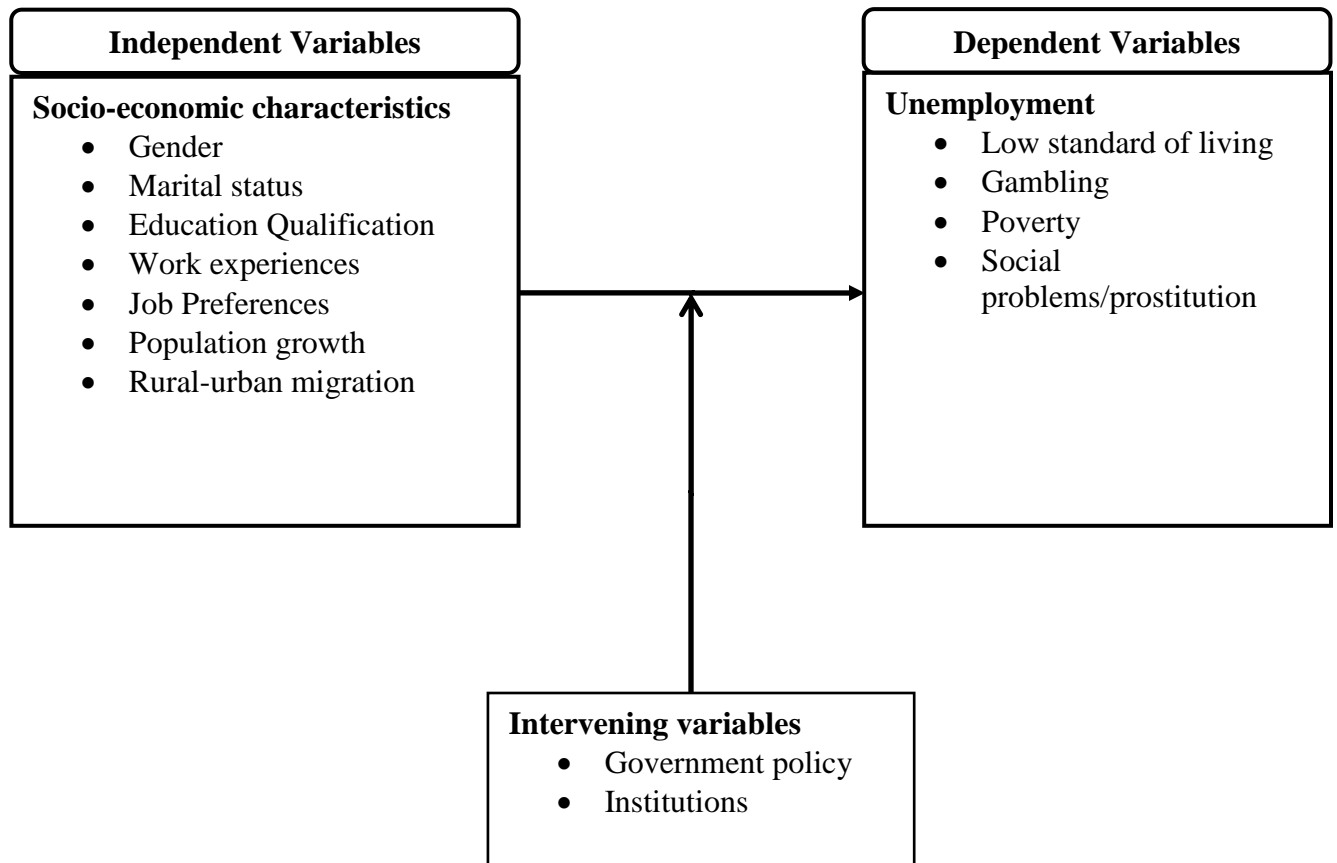 Independent Variables
Socio-economic characteristics
• Gender
• Marital status
• Education Qualification
• Work experiences
• Job Preferences
• Population growth
• Rural-urban migration
Dependent Variables
Unemployment
• Low standard of living
• Gambling
• Poverty
• Social
problems/prostitution
Intervening variables
• Government policy
• Institutions